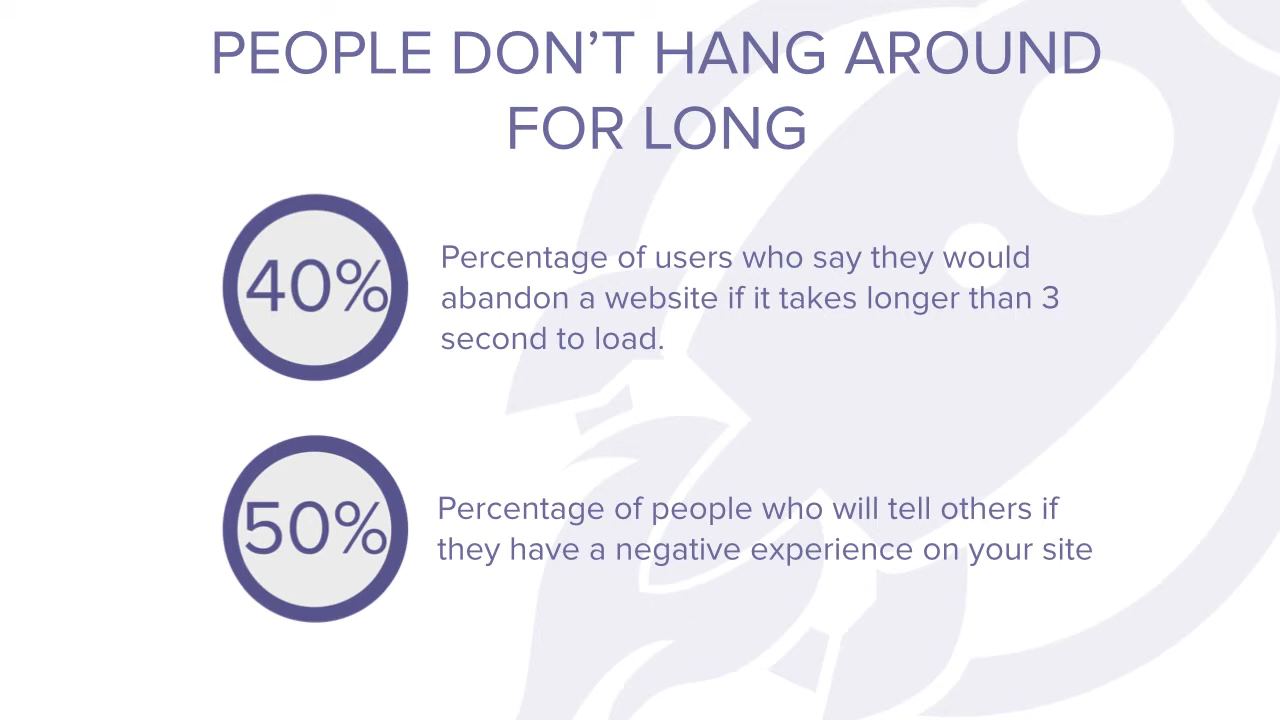 PEOPLE DON’T HANG AROUND
FOR LONG
40%
Percentage of users who say they would
abandon a website if it takes longer than 3
second to load.
50%
Percentage of people who will tell others if
they have a negative experience on your site